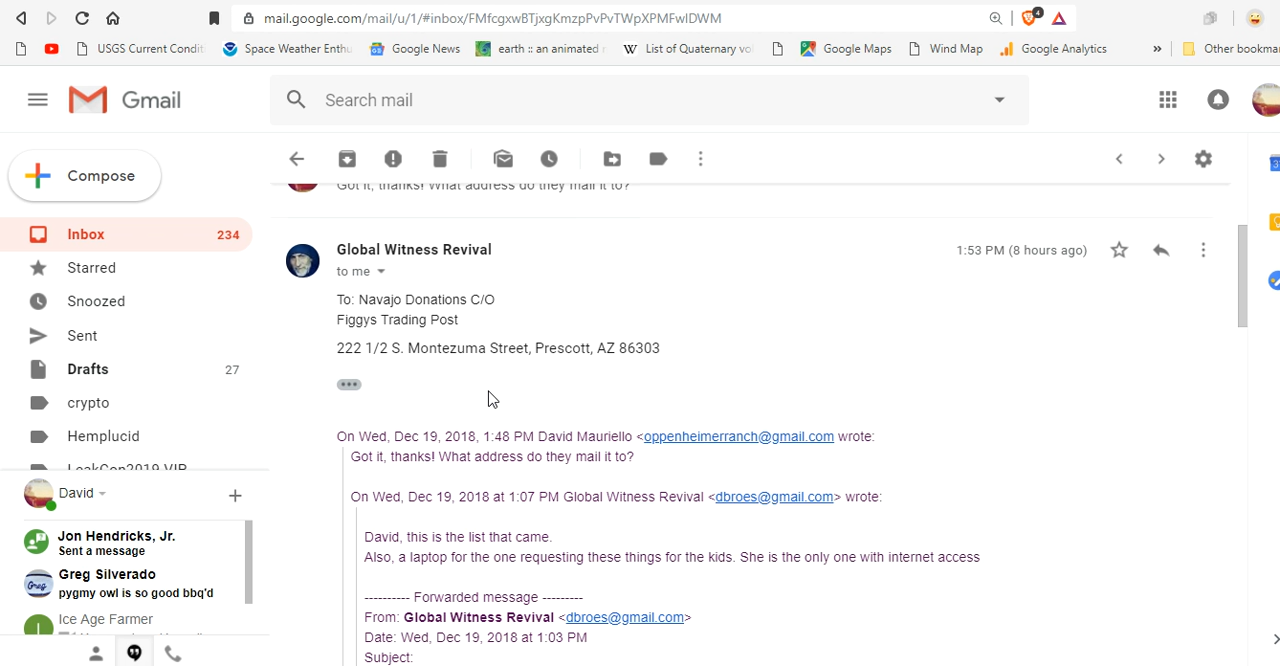 mail.google.com/mail/u/1/#inbox/FMfcgxwBTjxgKmzpPvPvTWpXPMFwlDWM
4
USGS Current Condit
Space Weather Enthu
Google News
earth :: an animated
List of Quaternary vol
Google Maps
Wind Map
Google Analytics
»
Other bookma
Gmail
Search mail
Compose
Got it, thanks! What address do they mail it to?
Inbox 234
Starred
Snoozed
Sent
Drafts 27
crypto
Hemplucid
LeakCon2019 VIP
Global Witness Revival
1:53 PM (8 hours ago)
to me
To: Navajo Donations C/O
Figgys Trading Post
222 1/2 S. Montezuma Street, Prescott, AZ 86303
On Wed, Dec 19, 2018, 1:48 PM David Mauriello <oppenheimerranch@gmail.com wrote:
Got it, thanks! What address do they mail it to?
On Wed, Dec 19, 2018 at 1:07 PM Global Witness Revival <dbroes@gmail.com> wrote:
David, this is the list that came.
Also, a laptop for the one requesting these things for the kids. She is the only one with internet access
---------- Forwarded message ---------
From: Global Witness Revival <dbroes@gmail.com>
Date: Wed, Dec 19, 2018 at 1:03 PM
Subject:
David
Jon Hendricks, Jr.
Sent a message
Greg Silverado
pygmy owl is so good bbq'd
Ice Age Farmer